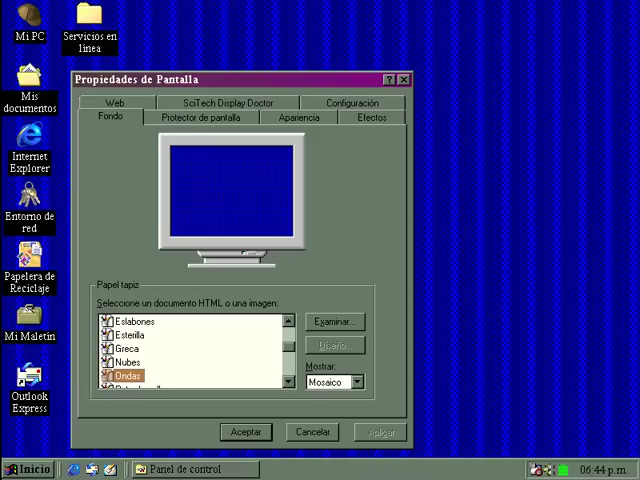 Mi PC
Servicios en
línea
Mis
documentos
Internet
Explorer
Entorno de
red
Papelera de
Reciclaje
Mi Maletín
Outlook
Express
Propiedades de Pantalla
Web
SciTech Display Doctor
Configuración
Fondo
Protector de pantalla
Apariencia
Efectos
Papel tapiz
Seleccione un documento HTML o una imagen:
Eslabones
Esterilla
Greca
Nubes
Ondas
Examinar...
Diseño...
Mostrar:
Mosaico
Aceptar
Cancelar
Aplicar
Inicio
Panel de control
06:44 p.m.